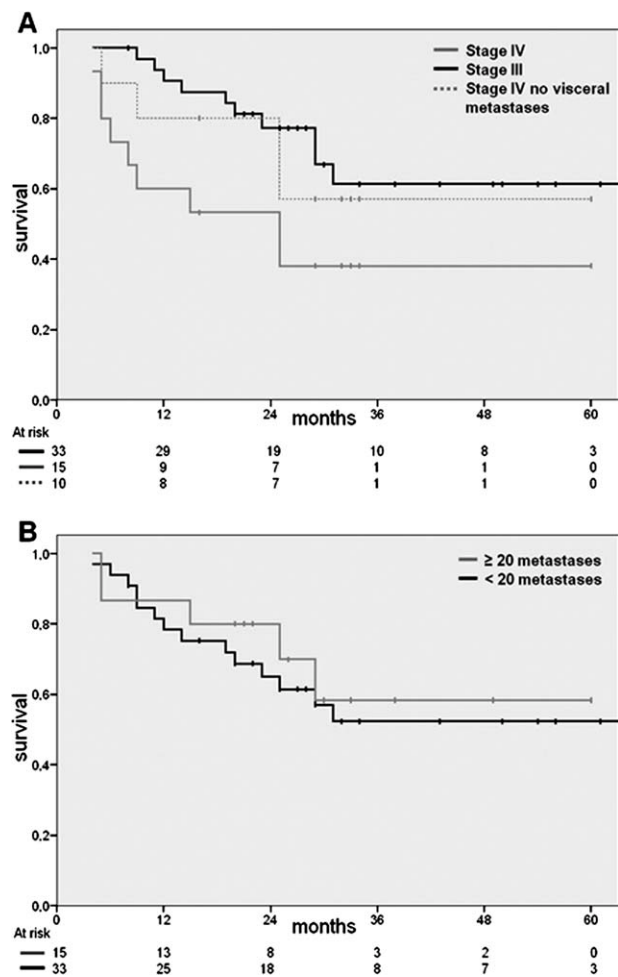 A
1.0
0.8
0.6
0.4
0.2
0.0
survival
Stage IV
Stage III
Stage IV no visceral
metastases
0 12 24 36 48 60
months
At risk
33 29 19 10 8 3
15 9 7 1 1 0
10 8 7 1 1 0
B
1.0
0.8
0.6
0.4
0.2
0.0
survival
≥ 20 metastases
< 20 metastases
0 12 24 36 48 60
months
At risk
15 13 8 3 2 0
33 25 18 8 7 3